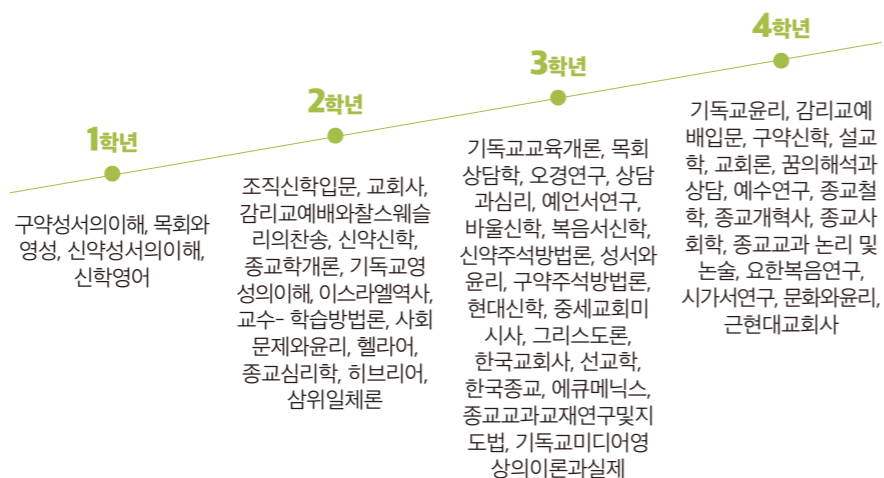 1학년
구약성서의이해, 목회와
영성, 신약성서의이해,
신학영어
2학년
조직신학입문, 교회사,
감리교예배와찰스웨슬
리의찬송, 신약신학,
종교학개론, 기독교영
성의이해, 이스라엘역사,
교수- 학습방법론, 사회
문제와윤리, 헬라어,
종교심리학, 히브리어,
삼위일체론
3학년
기독교교육개론, 목회
상담학, 오경연구, 상담
과심리, 예언서연구,
바울신학, 복음서신학,
신약주석방법론, 성서와
윤리, 구약주석방법론,
현대신학, 중세교회미
시사, 그리스도론,
한국교회사, 선교학,
한국종교, 에큐메닉스,
종교교과교재연구및지
도법, 기독교미디어영
상의이론과실제
4학년
기독교윤리, 감리교예
배입문, 구약신학, 설교
학, 교회론, 꿈의해석과
상담, 예수연구, 종교철
학, 종교개혁사, 종교사
회학, 종교교과 논리 및
논술, 요한복음연구,
시가서연구, 문화와윤리,
근현대교회사